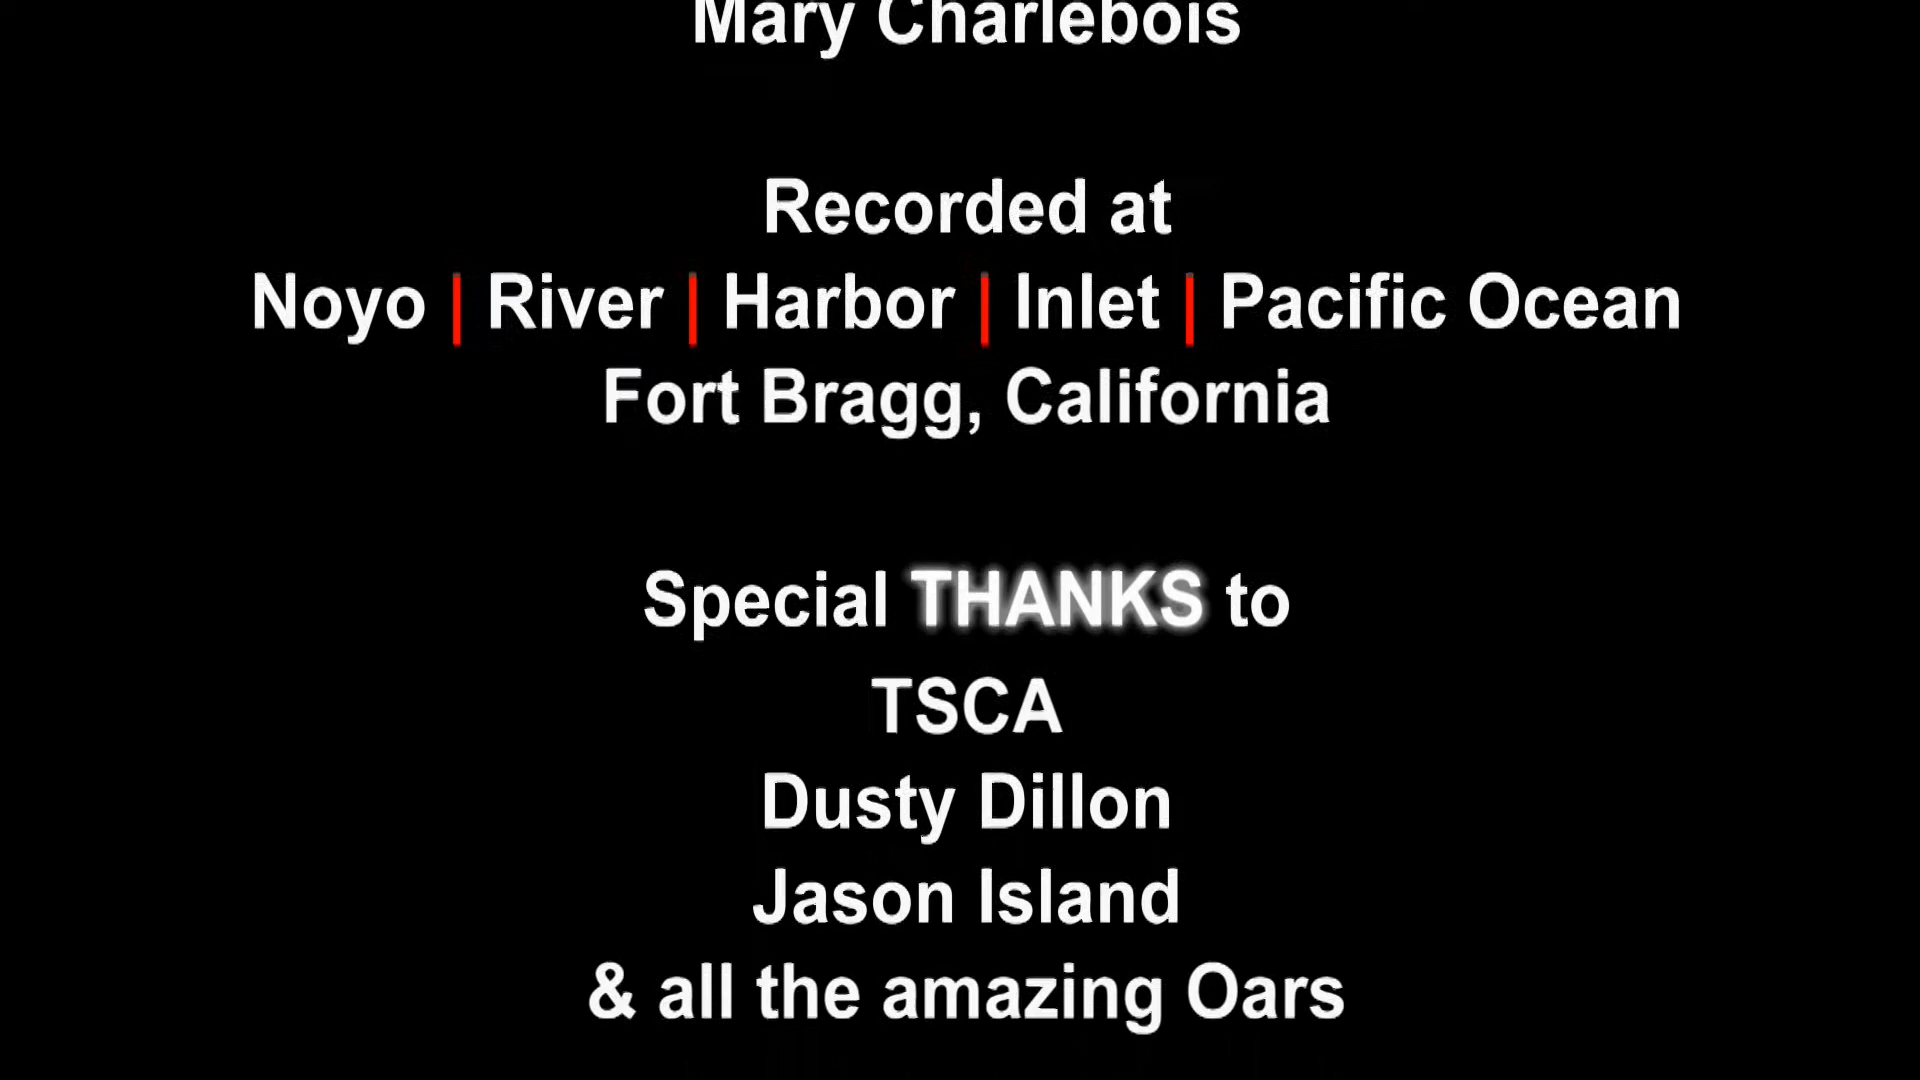 Mary Charlebois
Recorded at
Noyo | River | Harbor | Inlet | Pacific Ocean
Fort Bragg, California
Special THANKS to
TSCA
Dusty Dillon
Jason Island
& all the amazing Oars